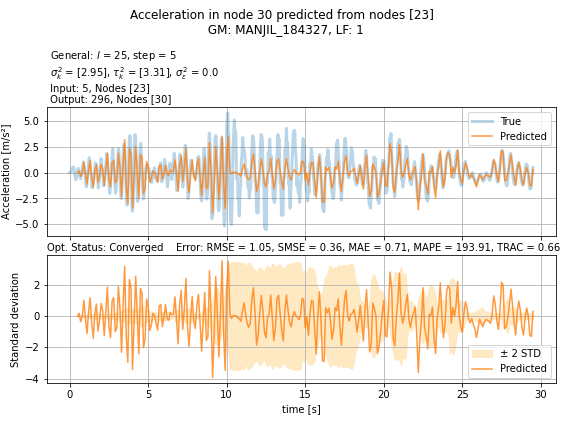 Acceleration in node 30 predicted from nodes [23]
GM: MANJIL_184327, LF: 1
General: l = 25, step = 5
σ²ₖ = [2.95], τ²ₖ = [3.31], σ²ₑ = 0.0
Input: 5, Nodes [23]
Output: 296, Nodes [30]
Acceleration [m/s²]
5.0
2.5
0.0
−2.5
−5.0
True
Predicted
Opt. Status: Converged    Error: RMSE = 1.05, SMSE = 0.36, MAE = 0.71, MAPE = 193.91, TRAC = 0.66
Standard deviation
2
0
−2
−4
± 2 STD
Predicted
0 5 10 15 20 25 30
time [s]